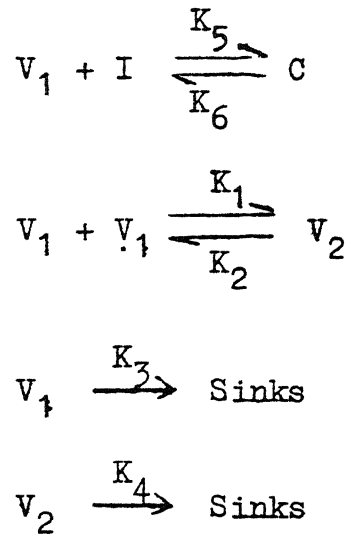 V₁ + I ⇌ C
K₅
K₆
V₁ + V₁ ⇌ V₂
K₁
K₂
V₁ → Sinks
K₃
V₂ → Sinks
K₄